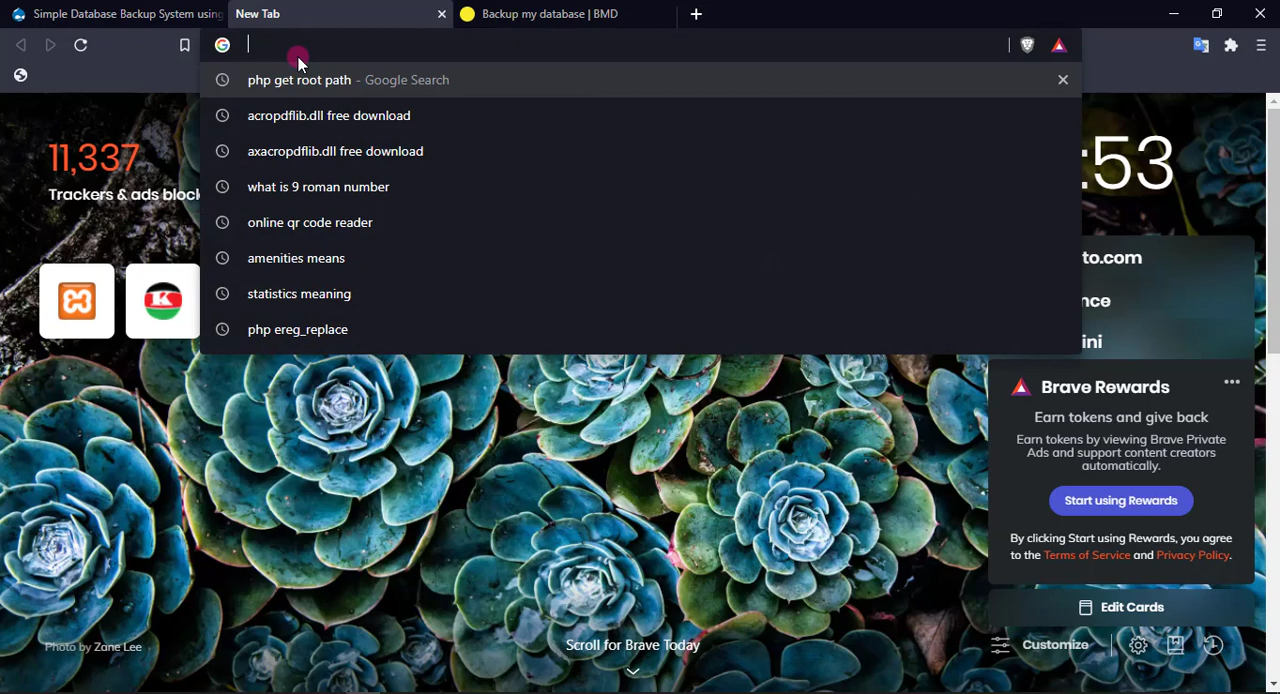 Simple Database Backup System using
New Tab
Backup my database | BMD
php get root path - Google Search
acropdflib.dll free download
axacropdflib.dll free download
what is 9 roman number
online qr code reader
amenities means
statistics meaning
php ereg_replace
11,337
Trackers & ads block
:53
to.com
nce
ini
Brave Rewards
Earn tokens and give back
Earn tokens by viewing Brave Private
Ads and support content creators
automatically.
Start using Rewards
By clicking Start using Rewards, you agree
to the Terms of Service and Privacy Policy.
Edit Cards
Photo by Zane Lee
Scroll for Brave Today
Customize